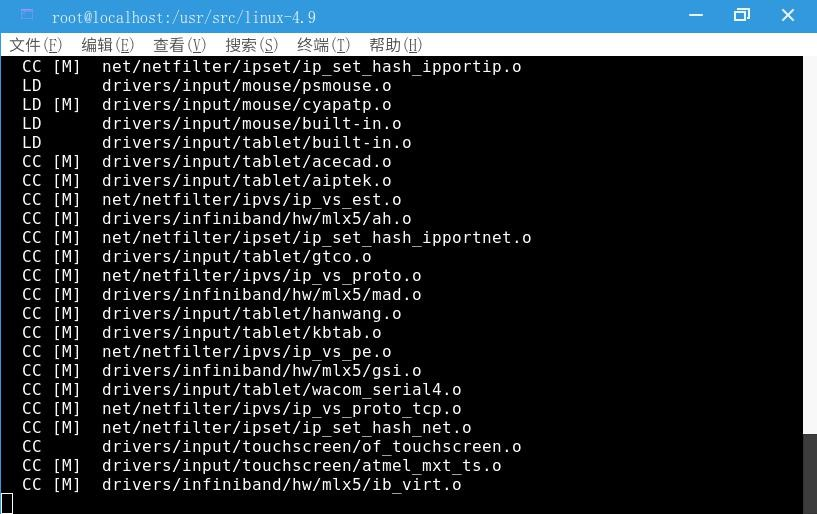 root@localhost:/usr/src/linux-4.9
文件(F) 编辑(E) 查看(V) 搜索(S) 终端(T) 帮助(H)
CC [M] net/netfilter/ipset/ip_set_hash_ipportip.o
LD drivers/input/mouse/psmouse.o
LD [M] drivers/input/mouse/cyapatp.o
LD drivers/input/mouse/built-in.o
LD drivers/input/tablet/built-in.o
CC [M] drivers/input/tablet/acecad.o
CC [M] drivers/input/tablet/aiptek.o
CC [M] net/netfilter/ipvs/ip_vs_est.o
CC [M] drivers/infiniband/hw/mlx5/ah.o
CC [M] net/netfilter/ipset/ip_set_hash_ipportnet.o
CC [M] drivers/input/tablet/gtco.o
CC [M] net/netfilter/ipvs/ip_vs_proto.o
CC [M] drivers/infiniband/hw/mlx5/mad.o
CC [M] drivers/input/tablet/hanwang.o
CC [M] drivers/input/tablet/kbtab.o
CC [M] net/netfilter/ipvs/ip_vs_pe.o
CC [M] drivers/infiniband/hw/mlx5/gsi.o
CC [M] drivers/input/tablet/wacom_serial4.o
CC [M] net/netfilter/ipvs/ip_vs_proto_tcp.o
CC [M] net/netfilter/ipset/ip_set_hash_net.o
CC drivers/input/touchscreen/of_touchscreen.o
CC [M] drivers/input/touchscreen/atmel_mxt_ts.o
CC [M] drivers/infiniband/hw/mlx5/ib_virt.o